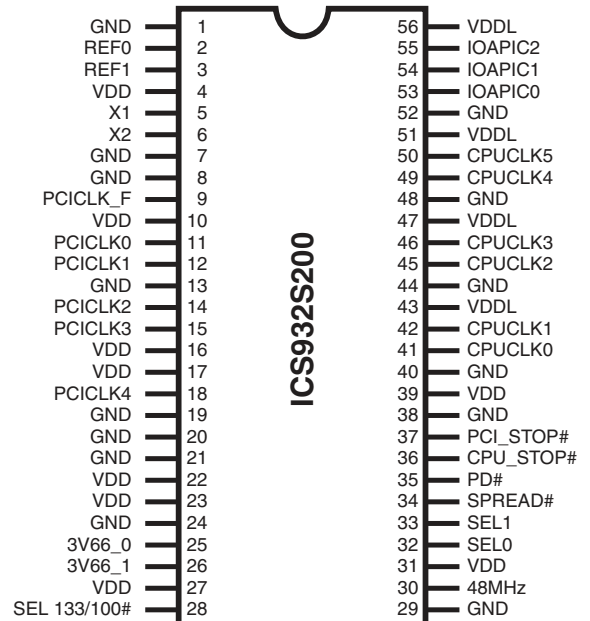 GND 1 56 VDDL
REF0 2 55 IOAPIC2
REF1 3 54 IOAPIC1
VDD 4 53 IOAPIC0
X1 5 52 GND
X2 6 51 VDDL
GND 7 50 CPUCLK5
GND 8 49 CPUCLK4
PCICLK_F 9 48 GND
VDD 10 47 VDDL
PCICLK0 11 46 CPUCLK3
PCICLK1 12 45 CPUCLK2
GND 13 44 GND
PCICLK2 14 43 VDDL
PCICLK3 15 42 CPUCLK1
VDD 16 41 CPUCLK0
VDD 17 40 GND
PCICLK4 18 39 VDD
GND 19 38 GND
GND 20 37 PCI_STOP#
GND 21 36 CPU_STOP#
VDD 22 35 PD#
VDD 23 34 SPREAD#
GND 24 33 SEL1
3V66_0 25 32 SEL0
3V66_1 26 31 VDD
VDD 27 30 48MHz
SEL 133/100# 28 29 GND
ICS932S200